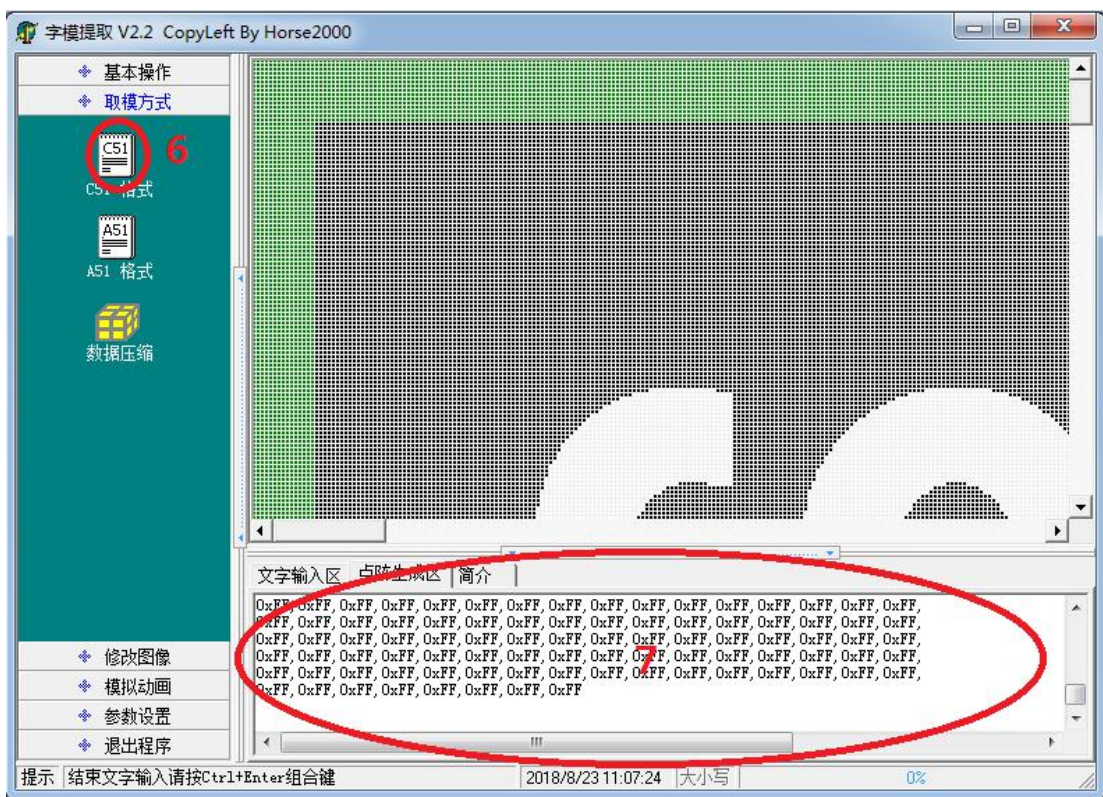 字模提取 V2.2 CopyLeft By Horse2000
基本操作
取模方式
C51
6
C51 格式
A51
A51 格式
数据压缩
文字输入区 点阵生成区 简介
0xFF,0xFF,0xFF,0xFF,0xFF,0xFF,0xFF,0xFF,0xFF,0xFF,0xFF,0xFF,0xFF,0xFF,0xFF,0xFF,
0xFF,0xFF,0xFF,0xFF,0xFF,0xFF,0xFF,0xFF,0xFF,0xFF,0xFF,0xFF,0xFF,0xFF,0xFF,0xFF,
0xFF,0xFF,0xFF,0xFF,0xFF,0xFF,0xFF,0xFF,0xFF,0xFF,0xFF,0xFF,0xFF,0xFF,0xFF,0xFF,
0xFF,0xFF,0xFF,0xFF,0xFF,0xFF,0xFF,0xFF,0xFF,0xFF,0xFF,0xFF,0xFF,0xFF,0xFF,0xFF,
0xFF,0xFF,0xFF,0xFF,0xFF,0xFF,0xFF,0xFF,0xFF,0xFF,0xFF,0xFF,0xFF,0xFF,0xFF,0xFF,
0xFF,0xFF,0xFF,0xFF,0xFF,0xFF,0xFF,0xFF
7
修改图像
模拟动画
参数设置
退出程序
提示 结束文字输入请按Ctrl+Enter组合键 2018/8/23 11:07:24 大小写 0%